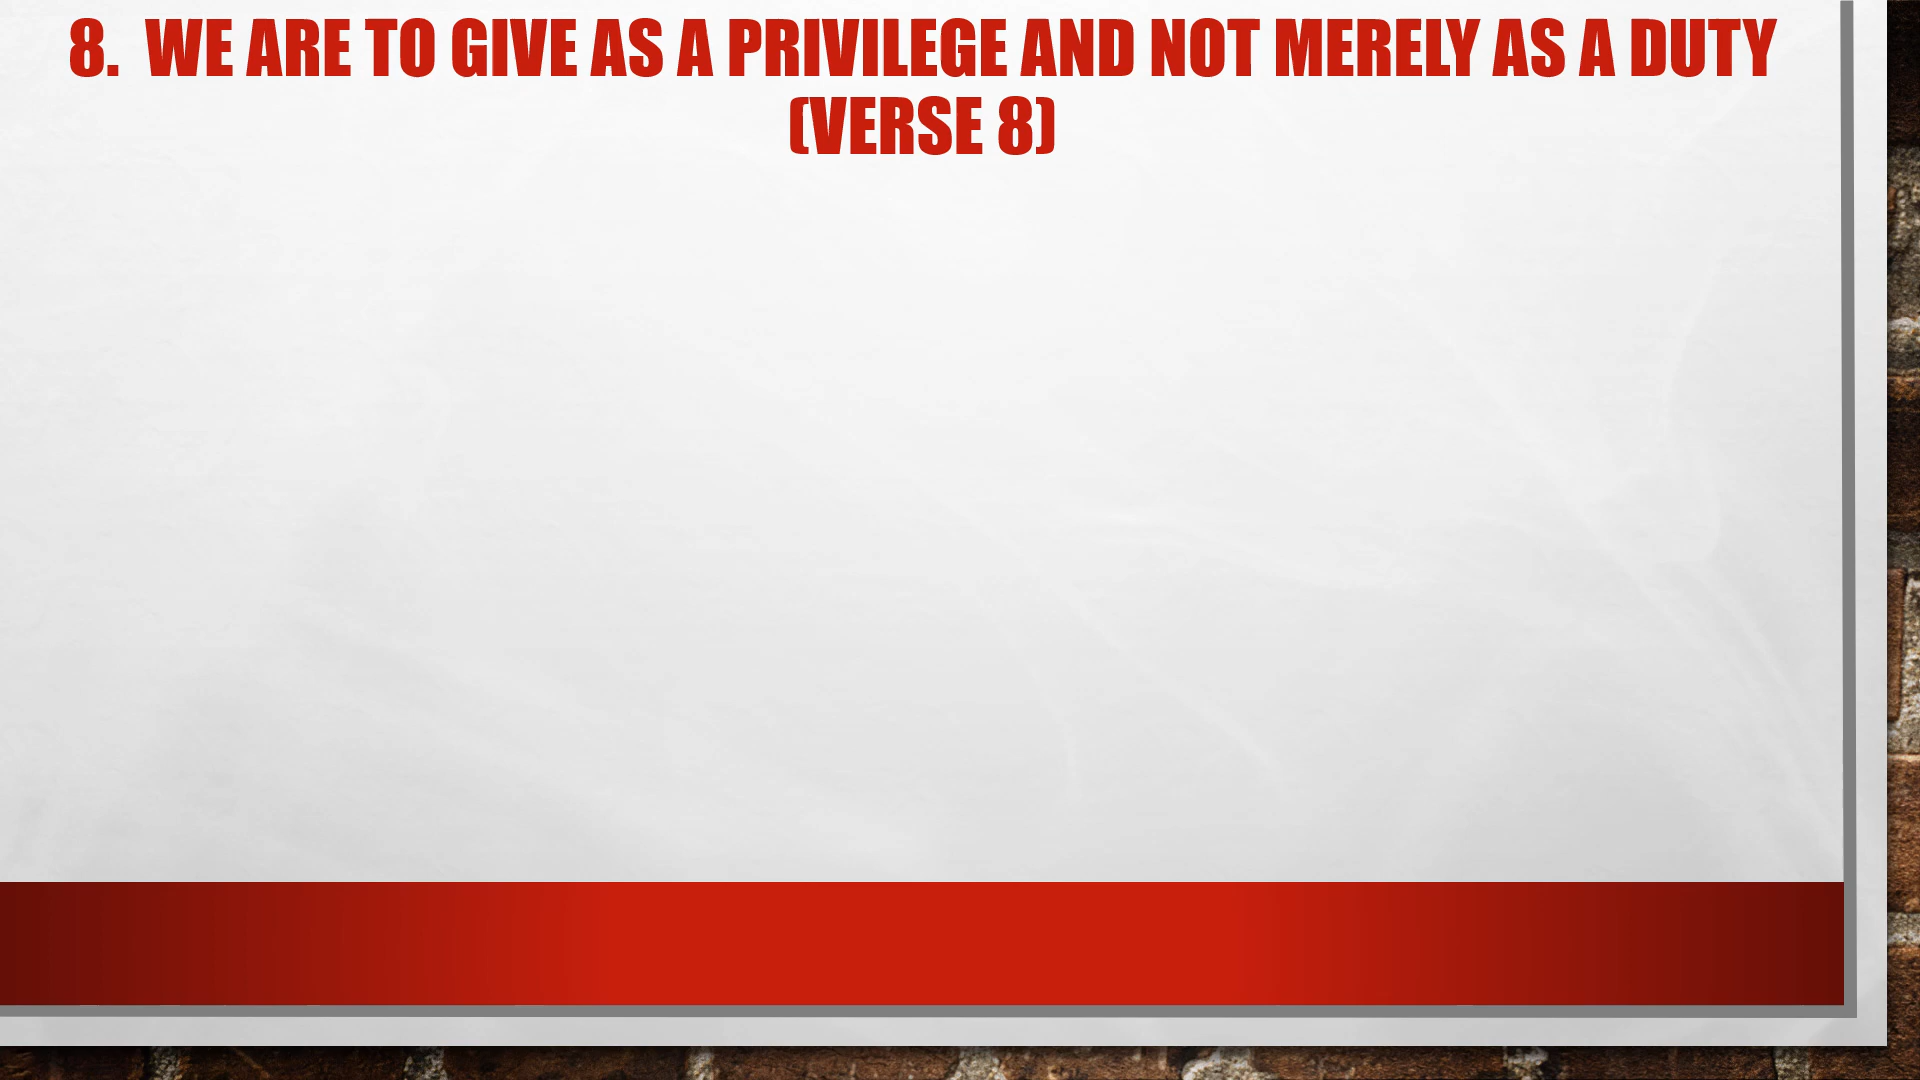 8.  WE ARE TO GIVE AS A PRIVILEGE AND NOT MERELY AS A DUTY
(VERSE 8)